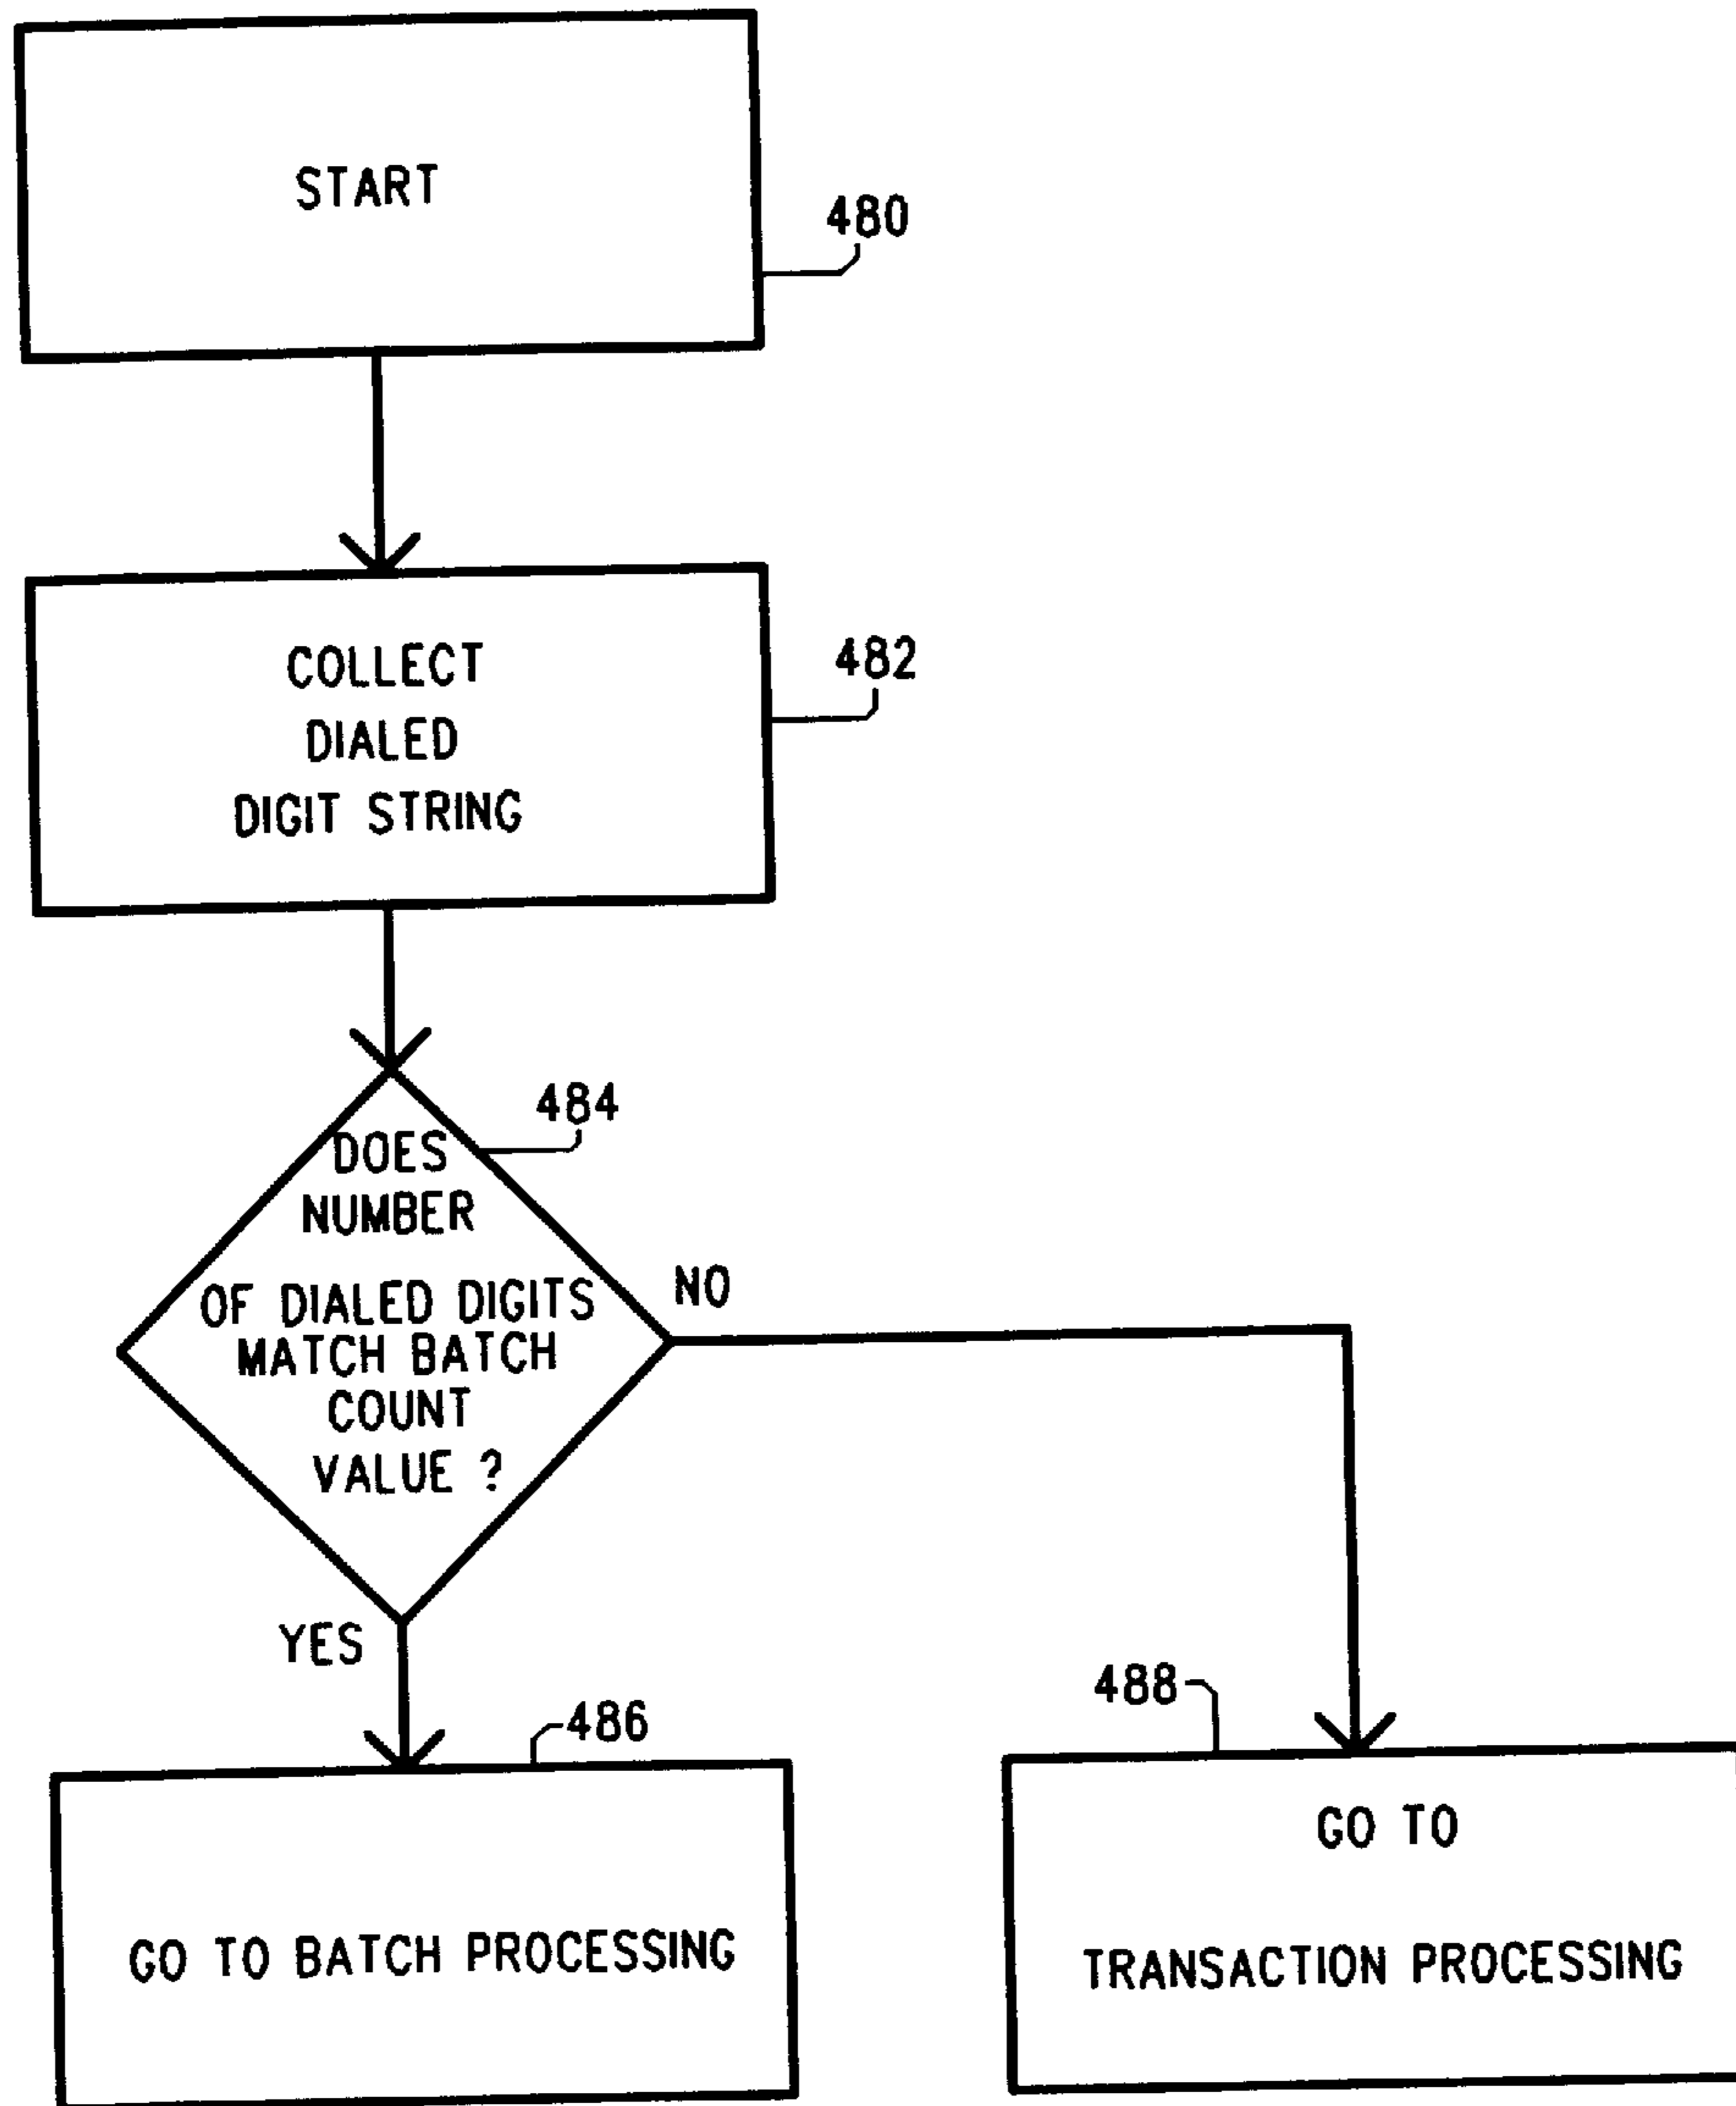 START
480
COLLECT
DIALED
DIGIT STRING
482
484
DOES
NUMBER
OF DIALED DIGITS
MATCH BATCH
COUNT
VALUE ?
NO
YES
486
GO TO BATCH PROCESSING
488
GO TO
TRANSACTION PROCESSING